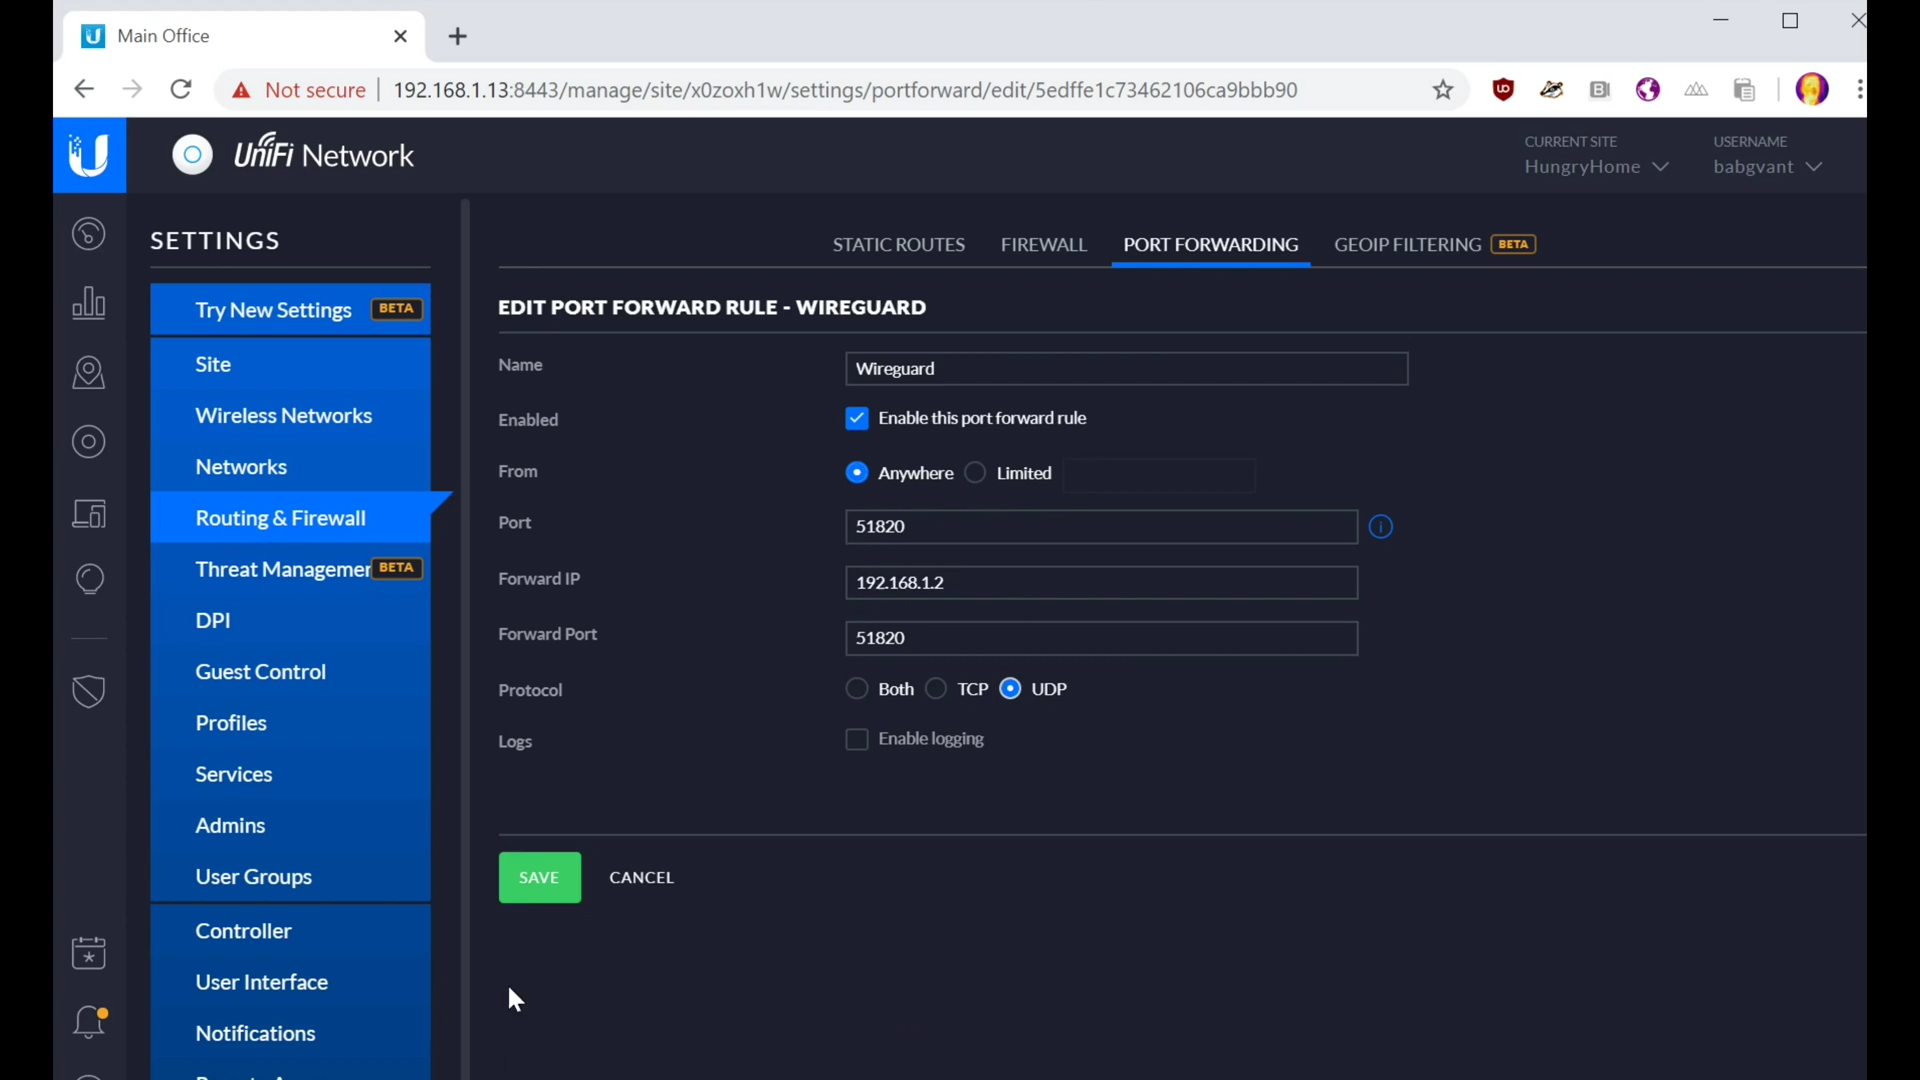 Main Office
Not secure
192.168.1.13:8443/manage/site/x0zoxh1w/settings/portforward/edit/5edffe1c73462106ca9bbb90
UniFi Network
CURRENT SITE
HungryHome
USERNAME
babgvant
SETTINGS
Try New Settings BETA
Site
Wireless Networks
Networks
Routing & Firewall
Threat Managemer BETA
DPI
Guest Control
Profiles
Services
Admins
User Groups
Controller
User Interface
Notifications
STATIC ROUTES FIREWALL PORT FORWARDING GEOIP FILTERING BETA
EDIT PORT FORWARD RULE - WIREGUARD
Name Wireguard
Enabled Enable this port forward rule
From Anywhere Limited
Port 51820
Forward IP 192.168.1.2
Forward Port 51820
Protocol Both TCP UDP
Logs Enable logging
SAVE CANCEL